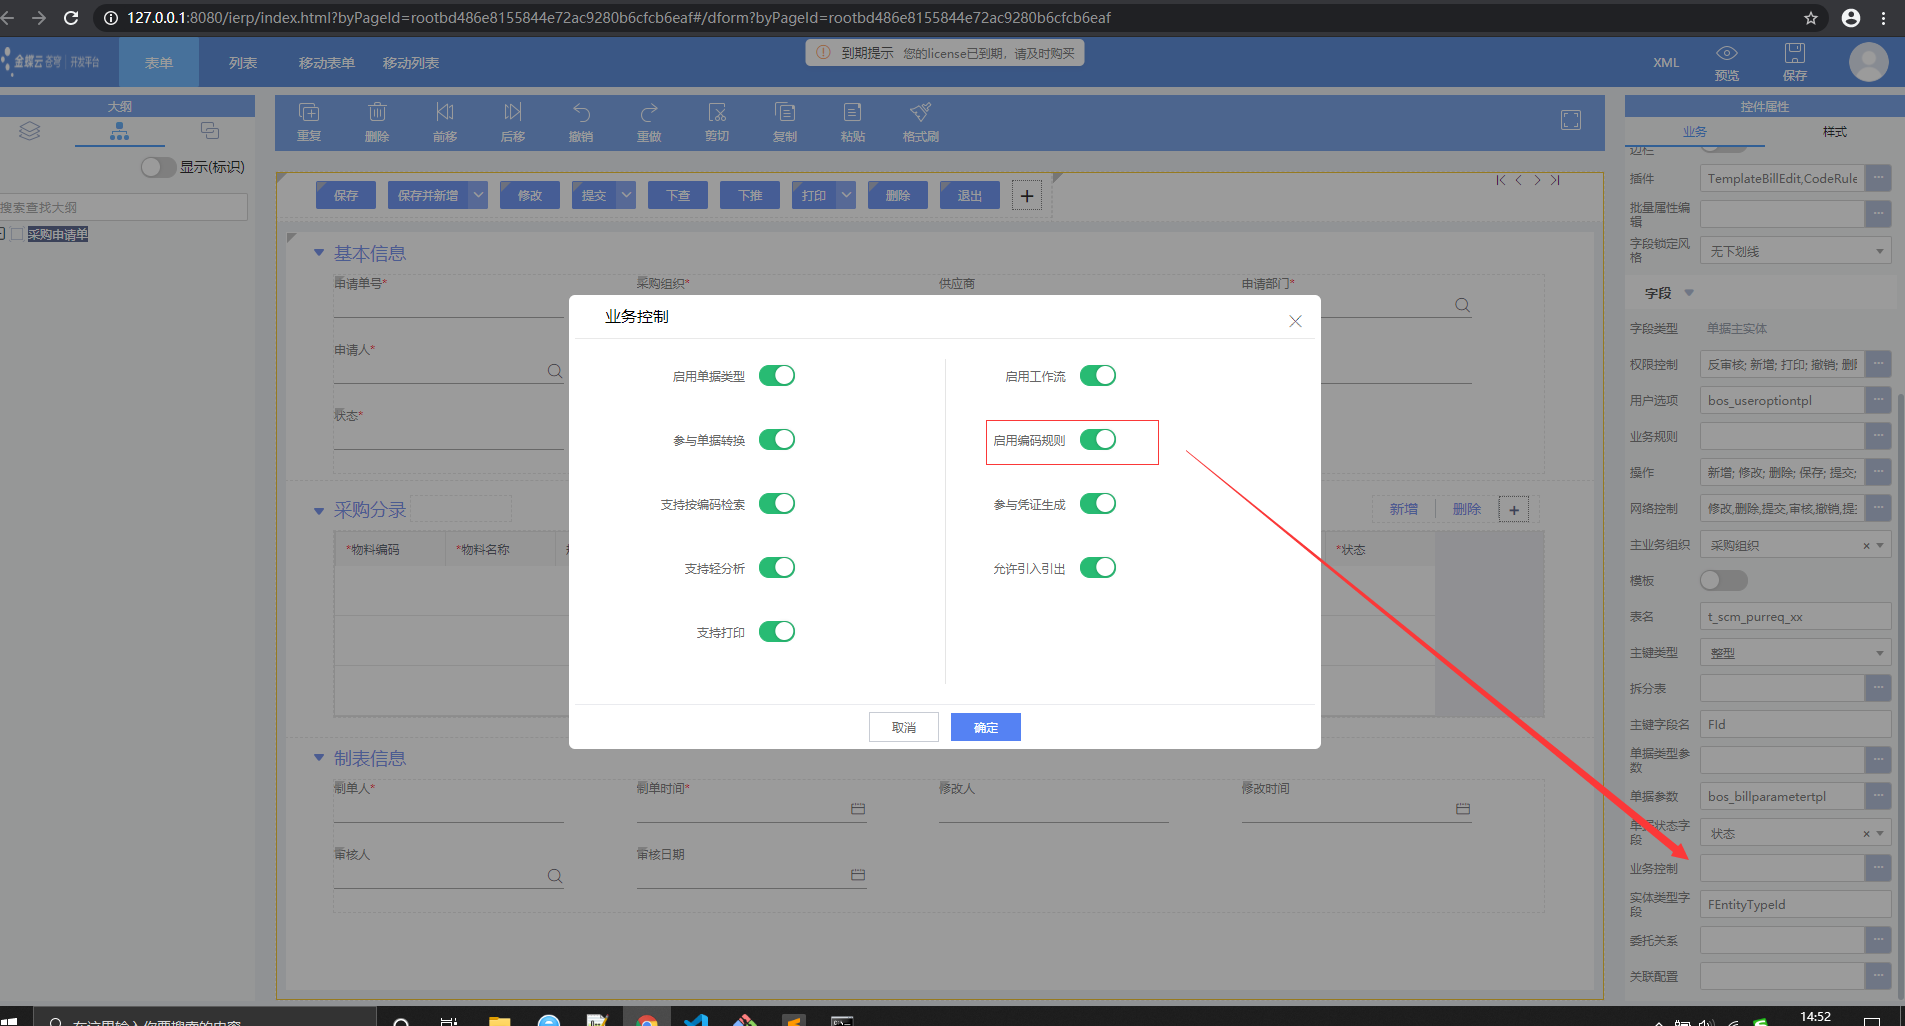 127.0.0.1:8080/ierp/index.html?byPageId=rootbd486e8155844e72ac9280b6cfcb6eaf#/dform?byPageId=rootbd486e8155844e72ac9280b6cfcb6eaf
金蝶云 苍穹 | 开发平台
表单
列表
移动表单
移动列表
到期提示 您的license已到期，请及时购买
XML
预览
保存
大纲
显示(标识)
搜索查找大纲
采购申请单
重复
删除
前移
后移
撤销
重做
剪切
复制
粘贴
格式刷
保存
保存并新增
修改
提交
下查
下推
打印
删除
退出
基本信息
申请单号*
采购组织*
供应商
申请部门*
申请人*
状态*
采购分录
新增
删除
*物料编码
*物料名称
*状态
制表信息
制单人*
制单时间*
修改人
修改时间
审核人
审核日期
业务控制
启用单据类型
启用工作流
参与单据转换
启用编码规则
支持按编码检索
参与凭证生成
支持轻分析
允许引入引出
支持打印
取消
确定
控件属性
业务
样式
边栏
插件
TemplateBillEdit,CodeRule
批量属性编辑
字段锁定风格
无下划线
字段
字段类型
单据主实体
权限控制
反审核; 新增; 打印; 撤销; 删
用户选项
bos_useroptiontpl
业务规则
操作
新增; 修改; 删除; 保存; 提交;
网络控制
修改,删除,提交,审核,撤销,提
主业务组织
采购组织
模板
表名
t_scm_purreq_xx
主键类型
整型
拆分表
主键字段名
FId
单据类型参数
单据参数
bos_billparametertpl
单据状态字段
状态
业务控制
实体类型字段
FEntityTypeId
委托关系
关联配置
在这里输入你要搜索的内容
14:52